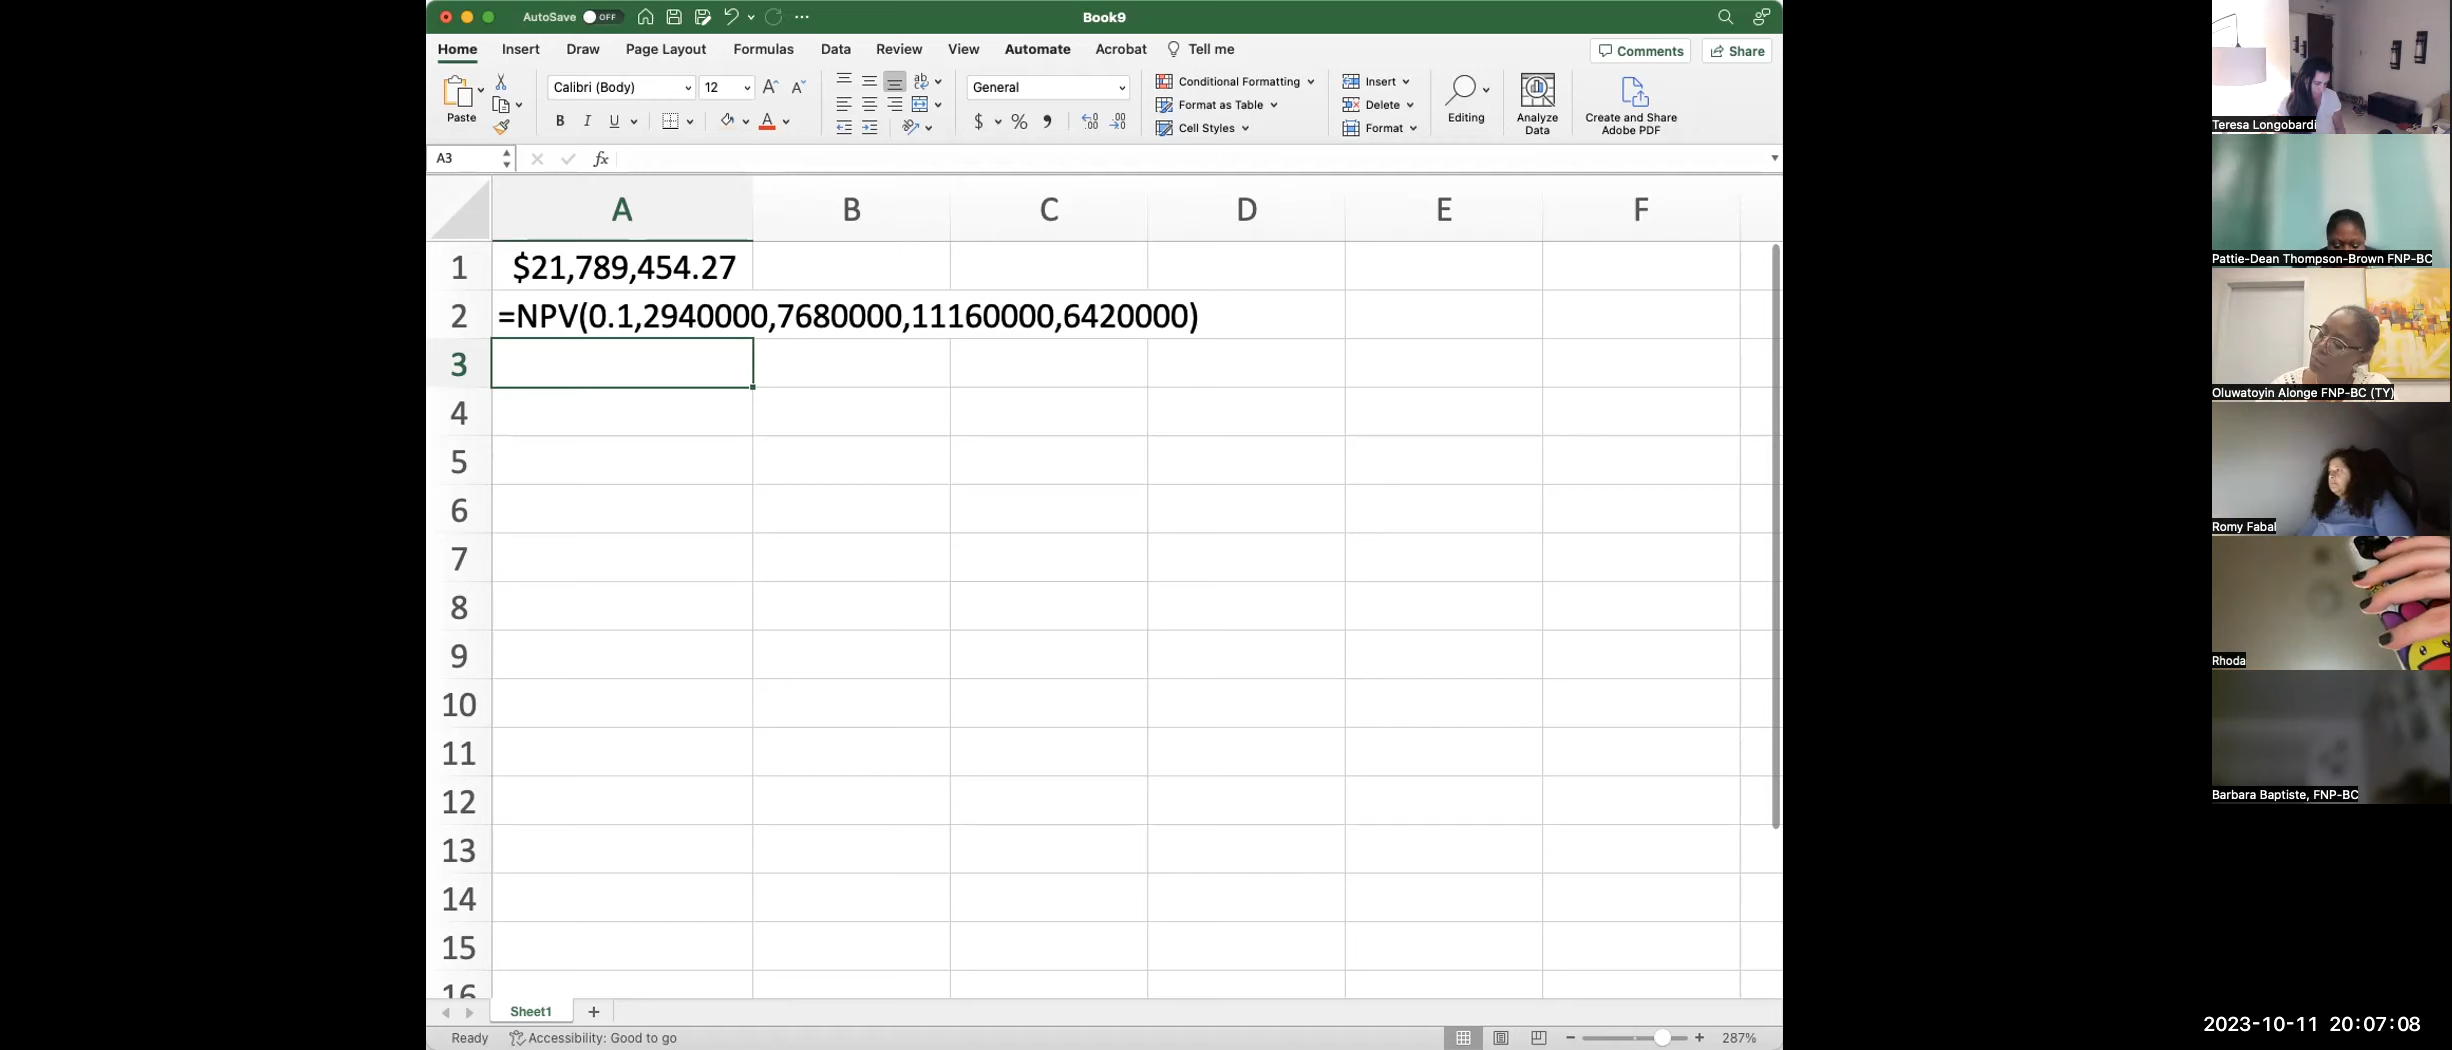 AutoSave OFF Book9
Home Insert Draw Page Layout Formulas Data Review View Automate Acrobat Tell me Comments Share
Paste
Calibri (Body) 12
B I U A
General
$ % 9
Conditional Formatting
Format as Table
Cell Styles
Insert
Delete
Format
Editing
Analyze
Data
Create and Share
Adobe PDF
A3 fx
A B C D E F
1 $21,789,454.27
2 =NPV(0.1,2940000,7680000,11160000,6420000)
3
4
5
6
7
8
9
10
11
12
13
14
15
16
Sheet1 +
Ready Accessibility: Good to go 287%
Teresa Longobardi
Pattie-Dean Thompson-Brown FNP-BC
Oluwatoyin Alonge FNP-BC (TY)
Romy Fabal
Rhoda
Barbara Baptiste, FNP-BC
2023-10-11 20:07:08